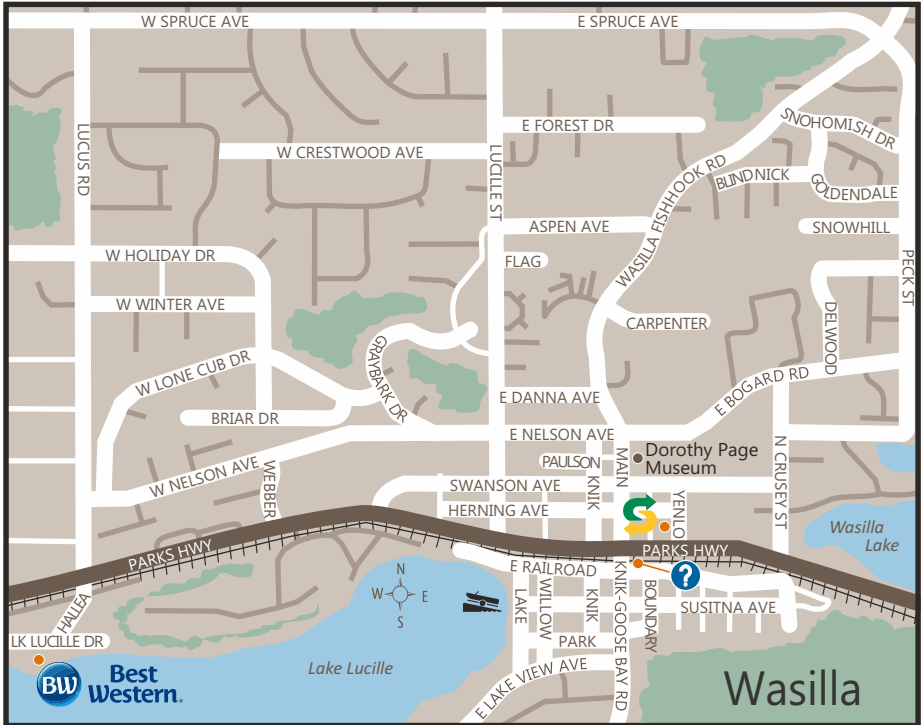 W SPRUCE AVE
E SPRUCE AVE
LUCUS RD
E FOREST DR
SNOHOMISH DR
W CRESTWOOD AVE
LUCILLE ST
WASILLA FISHHOOK RD
BLINDNICK
GOLDENDALE
ASPEN AVE
SNOWHILL
W HOLIDAY DR
FLAG
PECK ST
W WINTER AVE
CARPENTER
DELWOOD
GRAYBARK DR
W LONE CUB DR
E BOGARD RD
BRIAR DR
E DANNA AVE
E NELSON AVE
W NELSON AVE
WEBBER
PAULSON
MAIN
Dorothy Page
Museum
N CRUSEY ST
KNIK
SWANSON AVE
HERNING AVE
YENLO
S
PARKS HWY
PARKS HWY
Wasilla
Lake
E RAILROAD
?
N
W
E
S
LAKE
WILLOW
KNIK
KNIK-GOOSE BAY RD
BOUNDARY
SUSITNA AVE
HALLEA
LK LUCILLE DR
PARK
Lake Lucille
E LAKE VIEW AVE
BW
Best
Western.
Wasilla